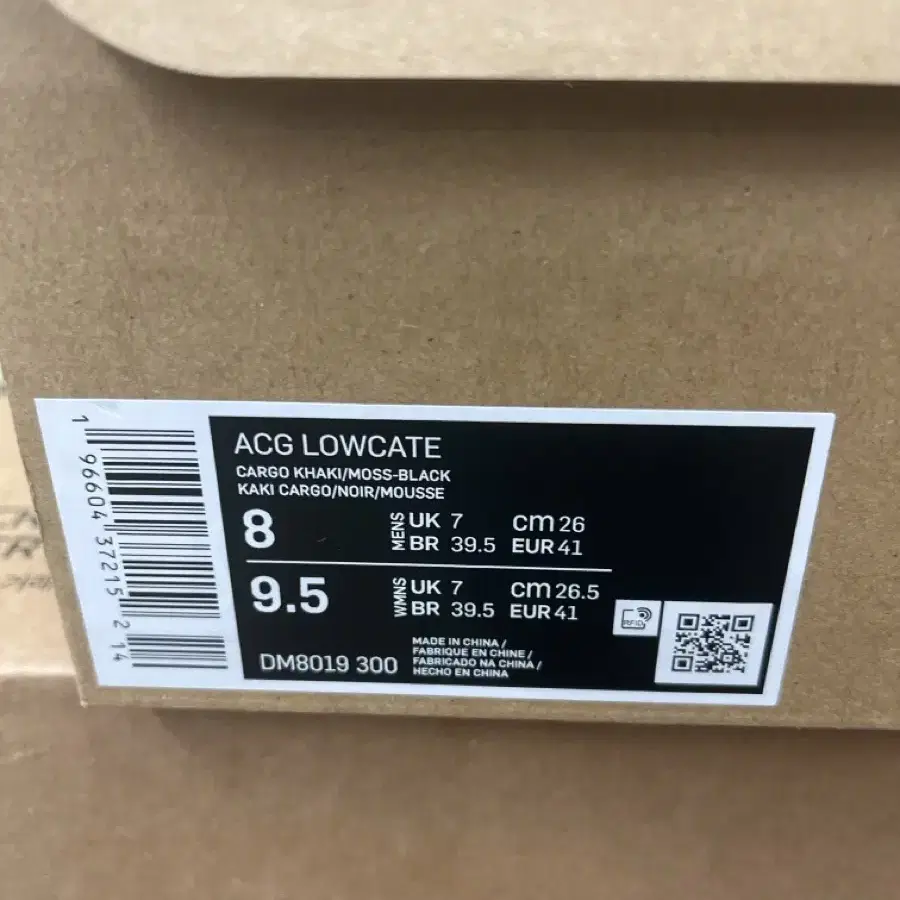 ACG LOWCATE
CARGO KHAKI/MOSS-BLACK
KAKI CARGO/NOIR/MOUSSE
8 MENS UK 7 cm 26
BR 39.5 EUR 41
9.5 WMNS UK 7 cm 26.5
BR 39.5 EUR 41
RFID
DM8019 300
MADE IN CHINA /
FABRIQUE EN CHINE /
FABRICADO NA CHINA /
HECHO EN CHINA
1 96604 37215 2 14